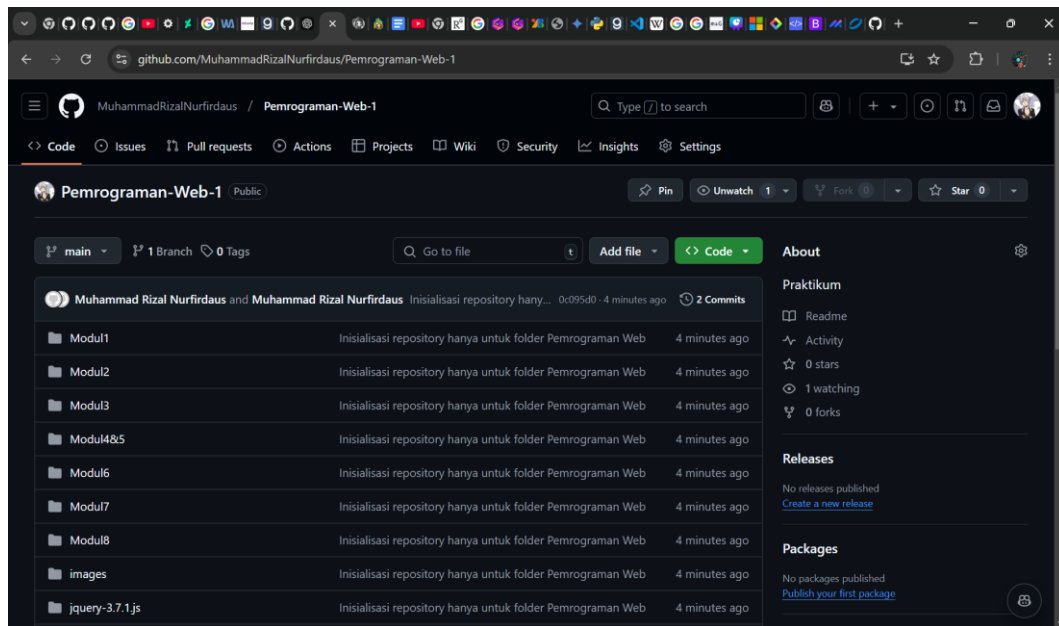 github.com/MuhammadRizalNurfirdaus/Pemrograman-Web-1
MuhammadRizalNurfirdaus / Pemrograman-Web-1
Type / to search
Code Issues Pull requests Actions Projects Wiki Security Insights Settings
Pemrograman-Web-1 Public
Pin Unwatch 1 Fork 0 Star 0
main 1 Branch 0 Tags Go to file t Add file Code
About
Praktikum
Muhammad Rizal Nurfirdaus and Muhammad Rizal Nurfirdaus Inisialisasi repository hany... 0c095d0 · 4 minutes ago 2 Commits
Readme
Modul1 Inisialisasi repository hanya untuk folder Pemrograman Web 4 minutes ago
Activity
0 stars
Modul2 Inisialisasi repository hanya untuk folder Pemrograman Web 4 minutes ago
1 watching
Modul3 Inisialisasi repository hanya untuk folder Pemrograman Web 4 minutes ago
0 forks
Modul4&5 Inisialisasi repository hanya untuk folder Pemrograman Web 4 minutes ago
Releases
Modul6 Inisialisasi repository hanya untuk folder Pemrograman Web 4 minutes ago
No releases published
Create a new release
Modul7 Inisialisasi repository hanya untuk folder Pemrograman Web 4 minutes ago
Modul8 Inisialisasi repository hanya untuk folder Pemrograman Web 4 minutes ago
Packages
images Inisialisasi repository hanya untuk folder Pemrograman Web 4 minutes ago
No packages published
Publish your first package
jquery-3.7.1.js Inisialisasi repository hanya untuk folder Pemrograman Web 4 minutes ago